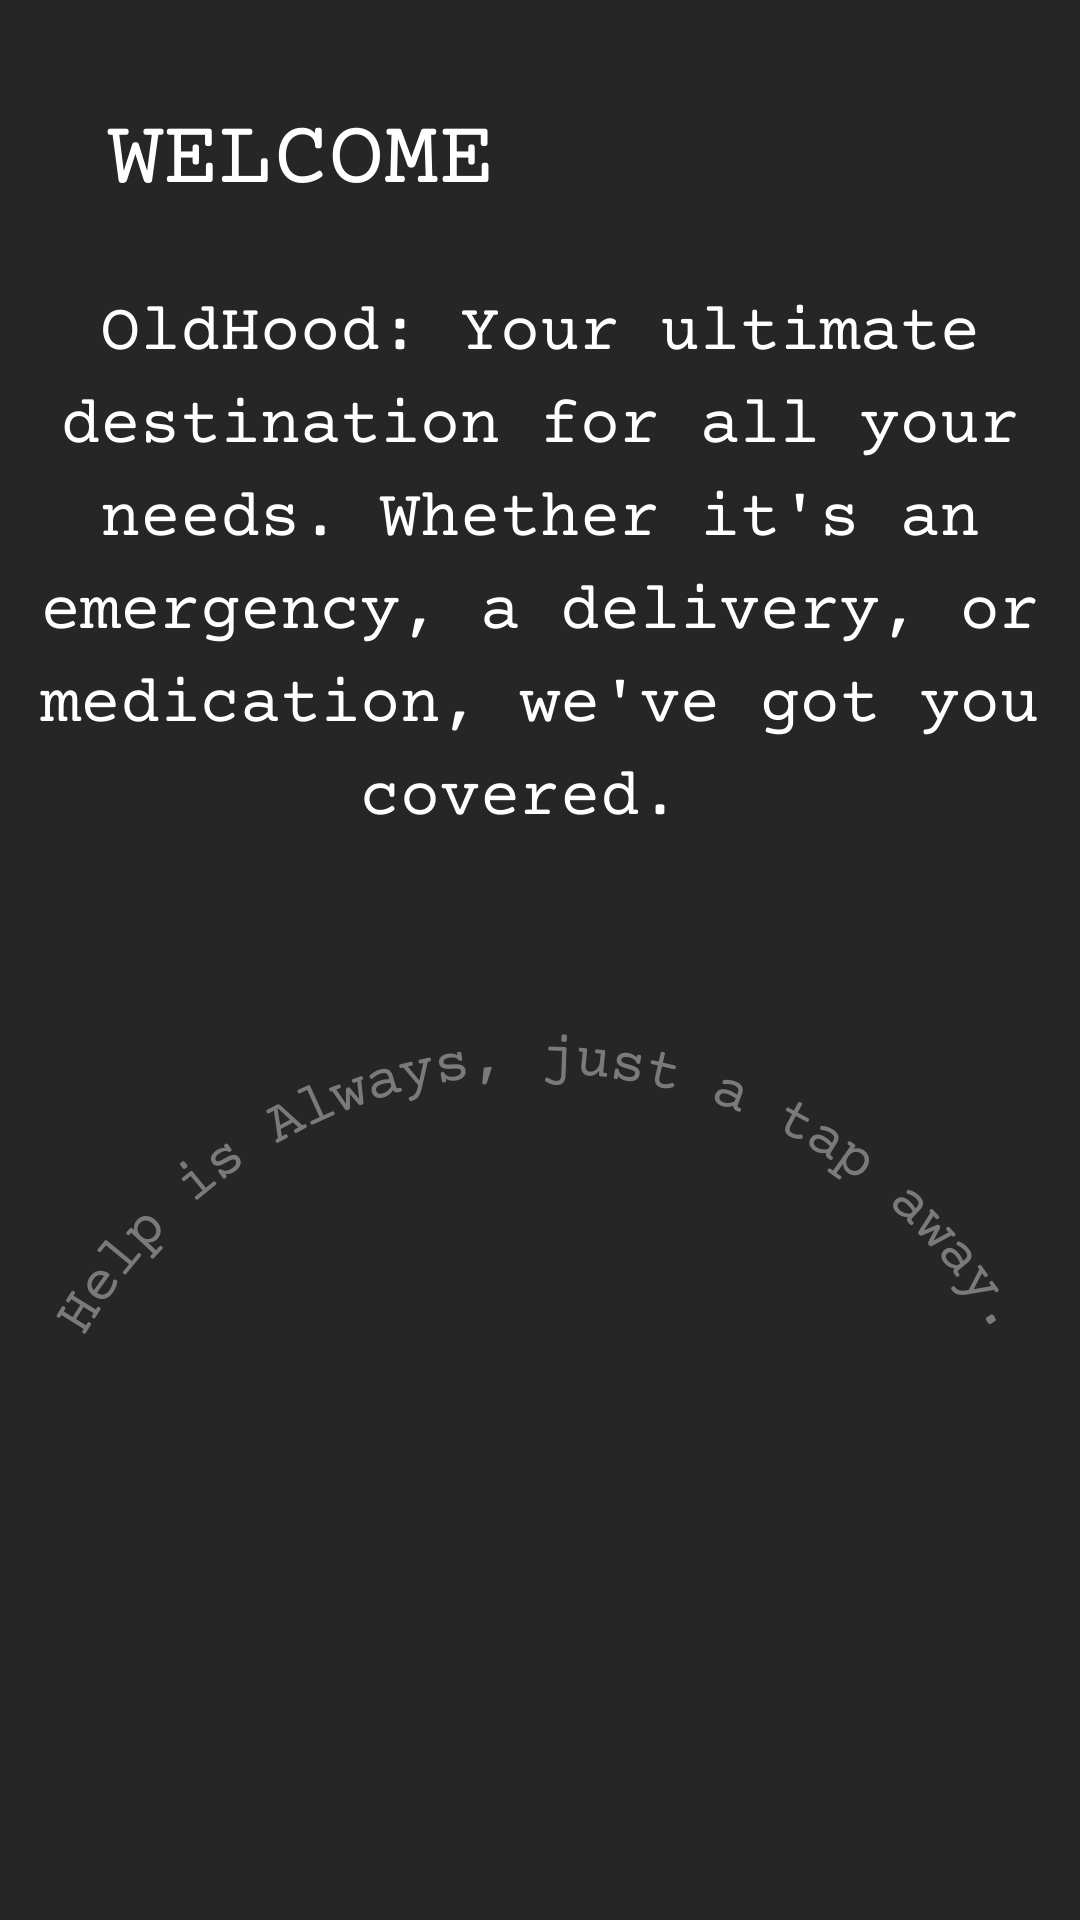 WELCOME
OldHood: Your ultimate
destination for all your
needs. Whether it's an
emergency, a delivery, or
medication, we've got you
covered.
Help is Always, just a tap away.